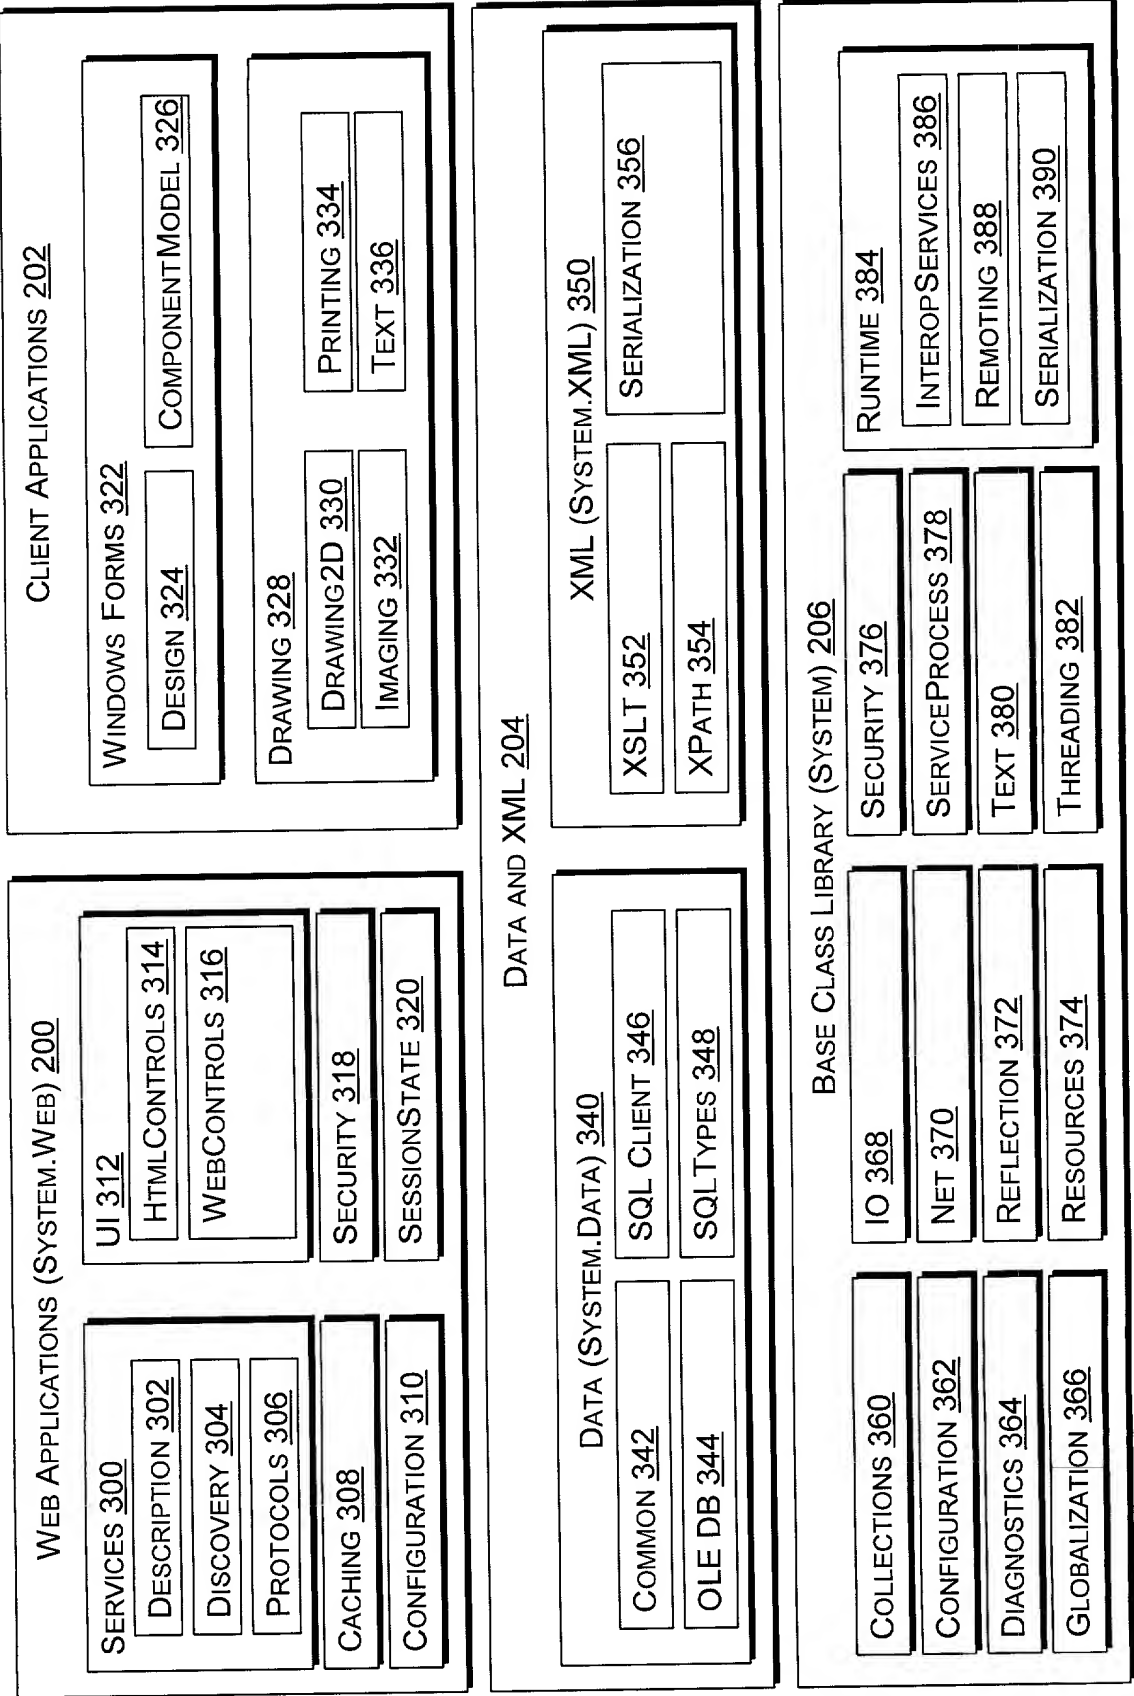 WEB APPLICATIONS (SYSTEM.WEB) 200
SERVICES 300
DESCRIPTION 302
DISCOVERY 304
PROTOCOLS 306
CACHING 308
CONFIGURATION 310
UI 312
HTMLCONTROLS 314
WEBCONTROLS 316
SECURITY 318
SESSIONSTATE 320
CLIENT APPLICATIONS 202
WINDOWS FORMS 322
DESIGN 324
COMPONENTMODEL 326
DRAWING 328
DRAWING2D 330
IMAGING 332
PRINTING 334
TEXT 336
DATA AND XML 204
DATA (SYSTEM.DATA) 340
COMMON 342
OLE DB 344
SQL CLIENT 346
SQLTYPES 348
XML (SYSTEM.XML) 350
XSLT 352
XPATH 354
SERIALIZATION 356
BASE CLASS LIBRARY (SYSTEM) 206
COLLECTIONS 360
CONFIGURATION 362
DIAGNOSTICS 364
GLOBALIZATION 366
IO 368
NET 370
REFLECTION 372
RESOURCES 374
SECURITY 376
SERVICEPROCESS 378
TEXT 380
THREADING 382
RUNTIME 384
INTEROPSERVICES 386
REMOTING 388
SERIALIZATION 390